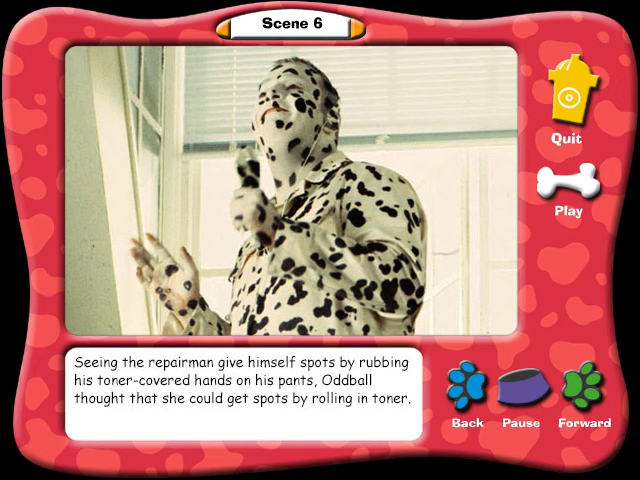 Scene 6
Quit
Play
Seeing the repairman give himself spots by rubbing
his toner-covered hands on his pants, Oddball
thought that she could get spots by rolling in toner.
Back
Pause
Forward